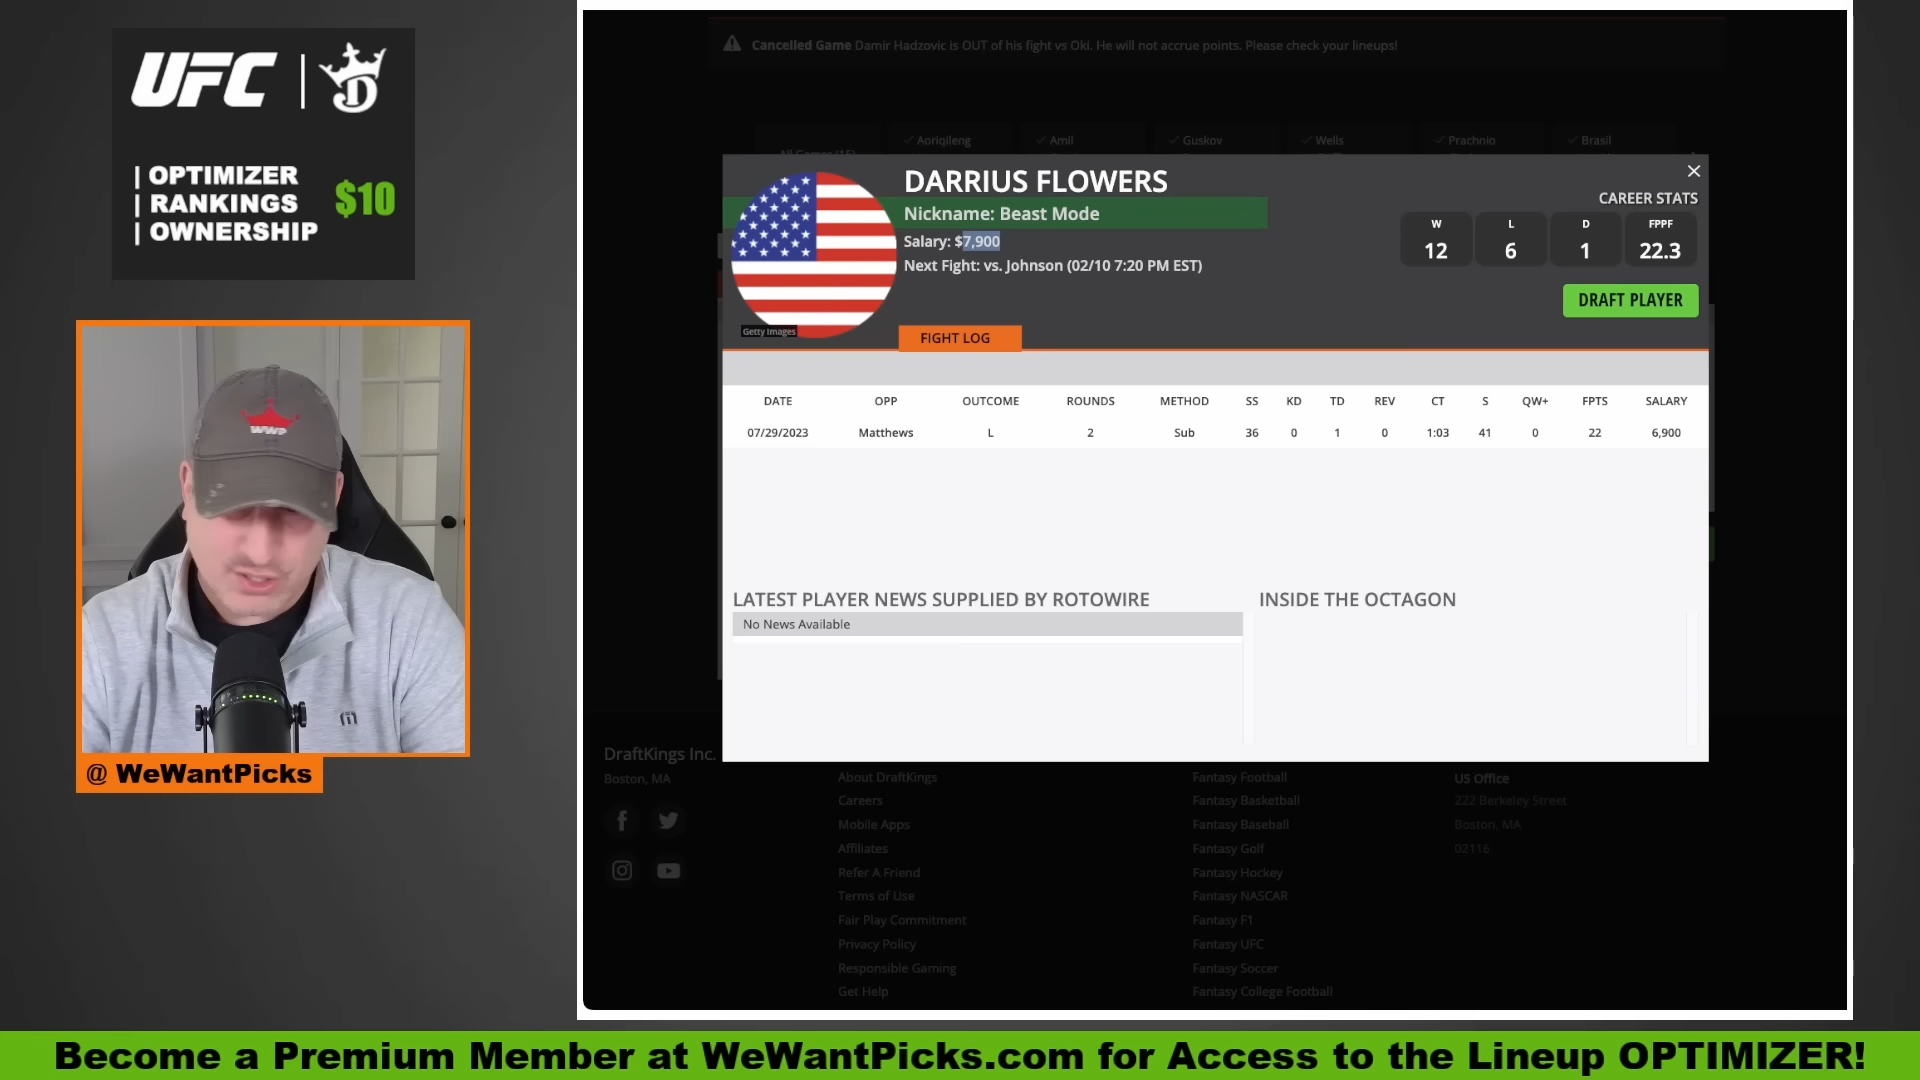 UFC
OPTIMIZER
RANKINGS
OWNERSHIP
$10
WWP
@ WeWantPicks
Cancelled Game Damir Hadzovic is OUT of his fight vs Oki. He will not accrue points. Please check your lineups!
Aoriqileng
Amil
Guskov
Wells
Prachnio
Brasil
DARRIUS FLOWERS
Nickname: Beast Mode
Salary: $7,900
Next Fight: vs. Johnson (02/10 7:20 PM EST)
Getty Images
CAREER STATS
W L D FPPF
12 6 1 22.3
DRAFT PLAYER
FIGHT LOG
DATE OPP OUTCOME ROUNDS METHOD SS KD TD REV CT S QW+ FPTS SALARY
07/29/2023 Matthews L 2 Sub 36 0 1 0 1:03 41 0 22 6,900
LATEST PLAYER NEWS SUPPLIED BY ROTOWIRE
No News Available
INSIDE THE OCTAGON
DraftKings Inc.
Boston, MA
About DraftKings
Careers
Mobile Apps
Affiliates
Refer A Friend
Terms of Use
Fair Play Commitment
Privacy Policy
Responsible Gaming
Get Help
Fantasy Football
Fantasy Basketball
Fantasy Baseball
Fantasy Golf
Fantasy Hockey
Fantasy NASCAR
Fantasy F1
Fantasy UFC
Fantasy Soccer
Fantasy College Football
US Office
222 Berkeley Street
Boston, MA
02116
Become a Premium Member at WeWantPicks.com for Access to the Lineup OPTIMIZER!